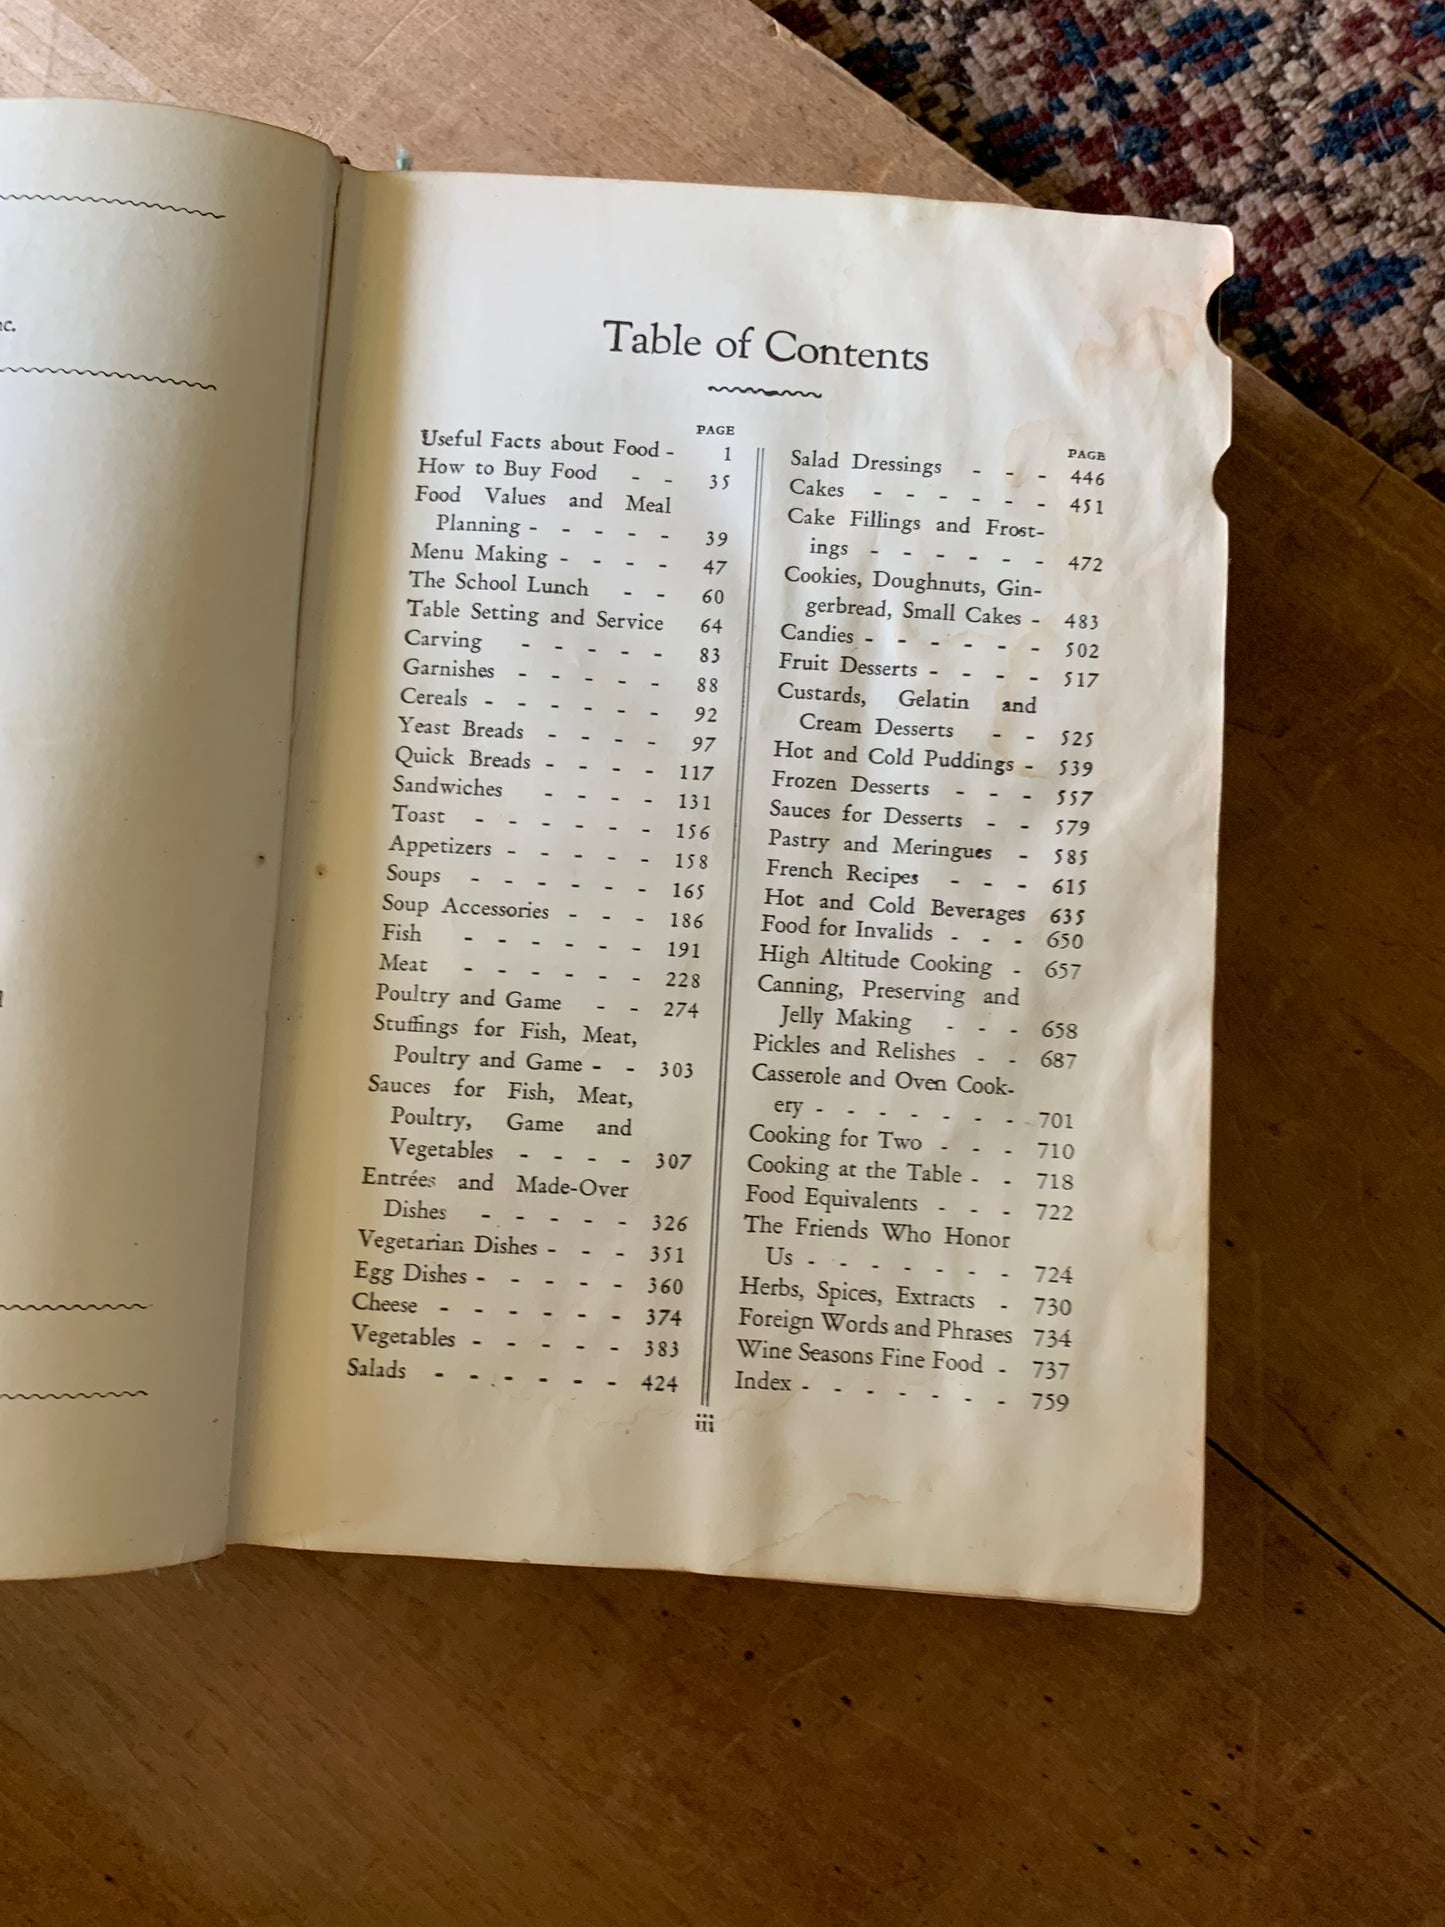 nc.
Table of Contents
PAGE
Useful Facts about Food - 1
How to Buy Food - - 35
Food Values and Meal
Planning - - - - - 39
Menu Making - - - - 47
The School Lunch - - 60
Table Setting and Service 64
Carving - - - - - 83
Garnishes - - - - - 88
Cereals - - - - - - 92
Yeast Breads - - - - 97
Quick Breads - - - - 117
Sandwiches - - - - 131
Toast - - - - - - 156
Appetizers - - - - - 158
Soups - - - - - - 165
Soup Accessories - - - 186
Fish - - - - - - 191
Meat - - - - - - 228
Poultry and Game - - 274
Stuffings for Fish, Meat,
Poultry and Game - - 303
Sauces for Fish, Meat,
Poultry, Game and
Vegetables - - - - 307
Entrées and Made-Over
Dishes - - - - - 326
Vegetarian Dishes - - - 351
Egg Dishes - - - - - 360
Cheese - - - - - - 374
Vegetables - - - - - 383
Salads - - - - - - 424
PAGE
Salad Dressings - - - 446
Cakes - - - - - - 451
Cake Fillings and Frost-
ings - - - - - - 472
Cookies, Doughnuts, Gin-
gerbread, Small Cakes - 483
Candies - - - - - - 502
Fruit Desserts - - - - 517
Custards, Gelatin and
Cream Desserts - - 525
Hot and Cold Puddings - 539
Frozen Desserts - - - 557
Sauces for Desserts - - 579
Pastry and Meringues - 585
French Recipes - - - 615
Hot and Cold Beverages 635
Food for Invalids - - - 650
High Altitude Cooking - 657
Canning, Preserving and
Jelly Making - - - 658
Pickles and Relishes - - 687
Casserole and Oven Cook-
ery - - - - - - - 701
Cooking for Two - - - 710
Cooking at the Table - - 718
Food Equivalents - - - 722
The Friends Who Honor
Us - - - - - - - 724
Herbs, Spices, Extracts - 730
Foreign Words and Phrases 734
Wine Seasons Fine Food - 737
Index - - - - - - - 759
iii